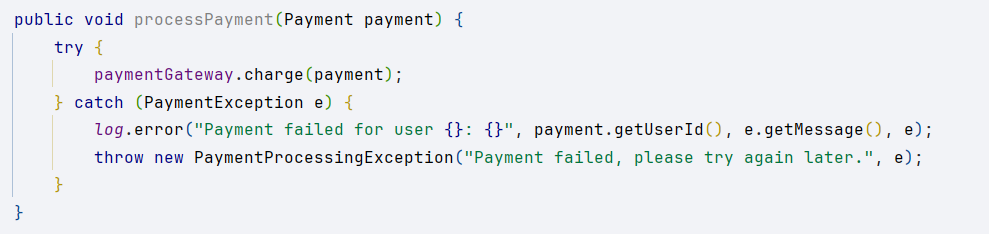 public void processPayment(Payment payment) {
    try {
        paymentGateway.charge(payment);
    } catch (PaymentException e) {
        log.error("Payment failed for user {}: {}", payment.getUserId(), e.getMessage(), e);
        throw new PaymentProcessingException("Payment failed, please try again later.", e);
    }
}